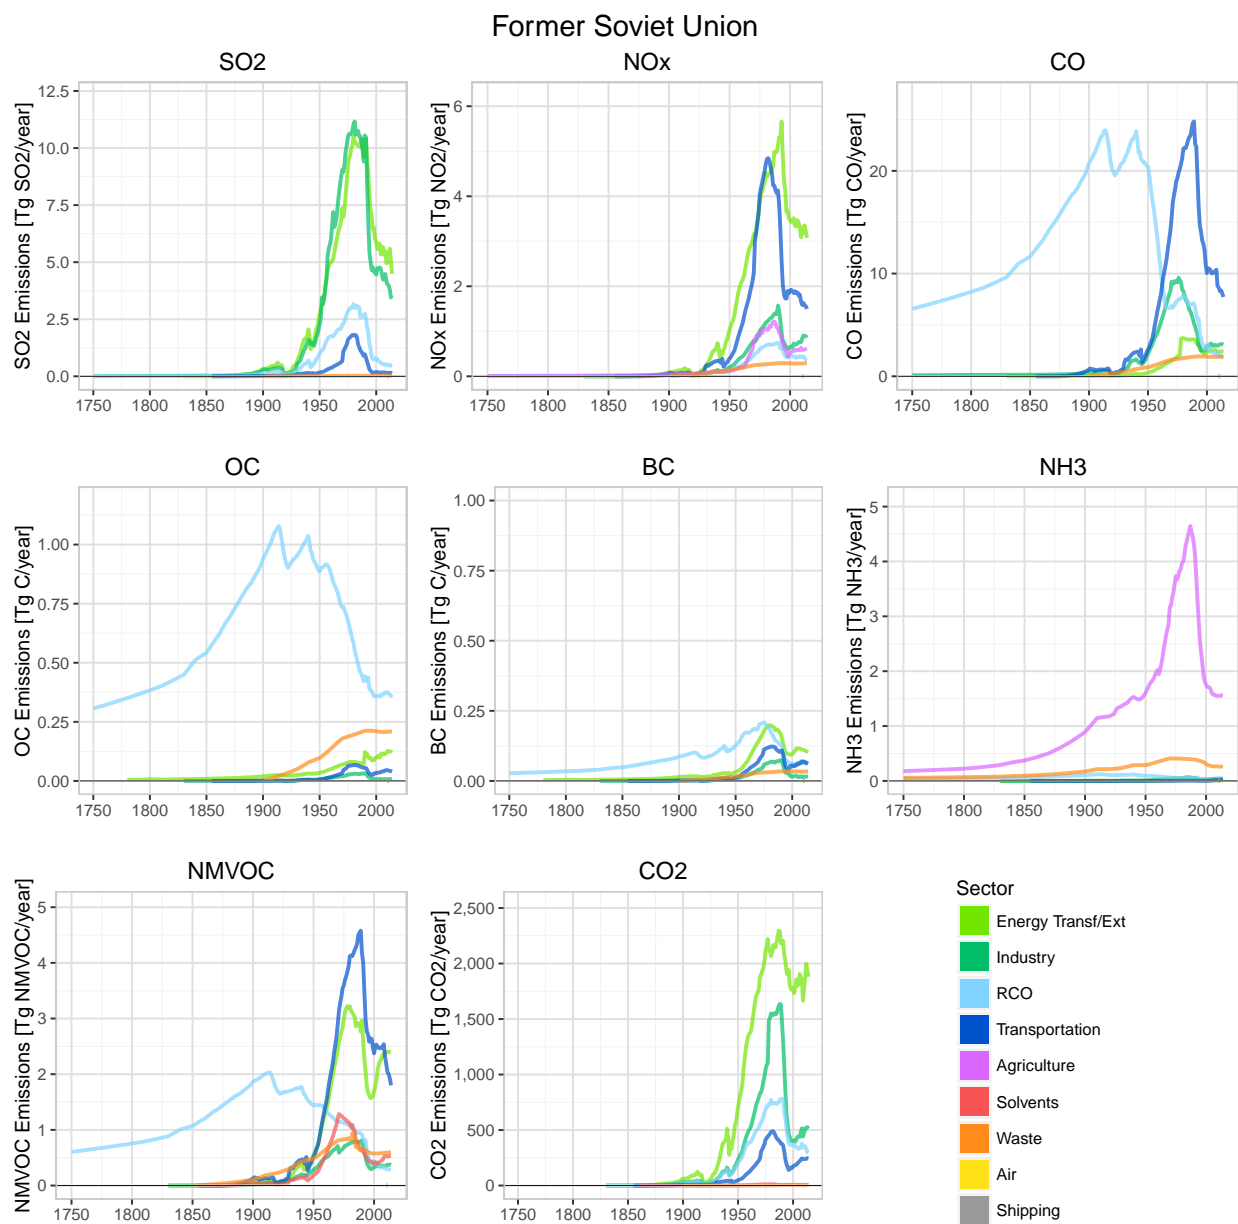 Former Soviet Union
SO2
SO2 Emissions [Tg SO2/year]
12.5
10.0
7.5
5.0
2.5
0.0
1750 1800 1850 1900 1950 2000
NOx
NOx Emissions [Tg NO2/year]
6
4
2
0
1750 1800 1850 1900 1950 2000
CO
CO Emissions [Tg CO/year]
20
10
0
1750 1800 1850 1900 1950 2000
OC
OC Emissions [Tg C/year]
1.00
0.75
0.50
0.25
0.00
1750 1800 1850 1900 1950 2000
BC
BC Emissions [Tg C/year]
1.00
0.75
0.50
0.25
0.00
1750 1800 1850 1900 1950 2000
NH3
NH3 Emissions [Tg NH3/year]
5
4
3
2
1
0
1750 1800 1850 1900 1950 2000
NMVOC
NMVOC Emissions [Tg NMVOC/year]
5
4
3
2
1
0
1750 1800 1850 1900 1950 2000
CO2
CO2 Emissions [Tg CO2/year]
2,500
2,000
1,500
1,000
500
0
1750 1800 1850 1900 1950 2000
Sector
Energy Transf/Ext
Industry
RCO
Transportation
Agriculture
Solvents
Waste
Air
Shipping